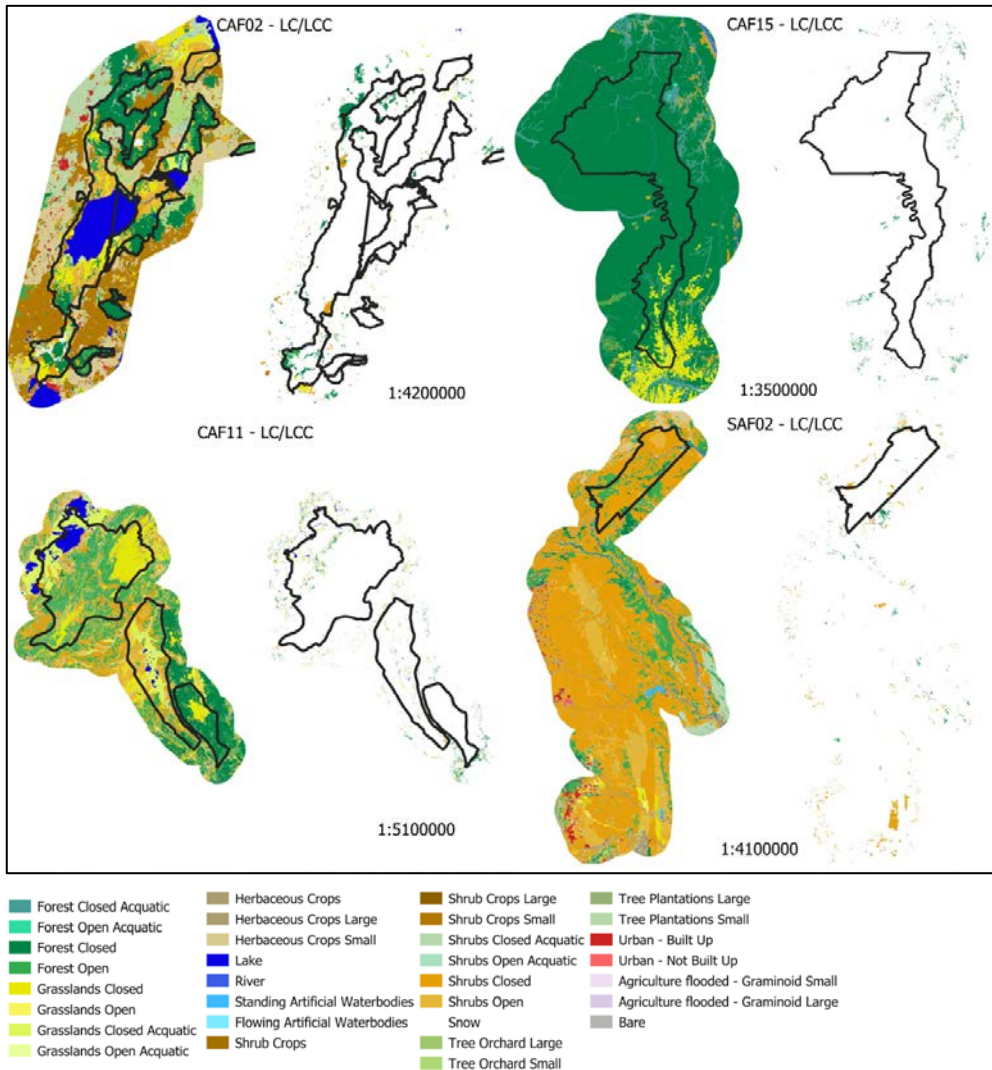 CAF02 - LC/LCC
CAF15 - LC/LCC
1:4200000
1:3500000
CAF11 - LC/LCC
SAF02 - LC/LCC
1:5100000
1:4100000
Forest Closed Acquatic
Forest Open Acquatic
Forest Closed
Forest Open
Grasslands Closed
Grasslands Open
Grasslands Closed Acquatic
Grasslands Open Acquatic
Herbaceous Crops
Herbaceous Crops Large
Herbaceous Crops Small
Lake
River
Standing Artificial Waterbodies
Flowing Artificial Waterbodies
Shrub Crops
Shrub Crops Large
Shrub Crops Small
Shrubs Closed Acquatic
Shrubs Open Acquatic
Shrubs Closed
Shrubs Open
Snow
Tree Orchard Large
Tree Orchard Small
Tree Plantations Large
Tree Plantations Small
Urban - Built Up
Urban - Not Built Up
Agriculture flooded - Graminoid Small
Agriculture flooded - Graminoid Large
Bare